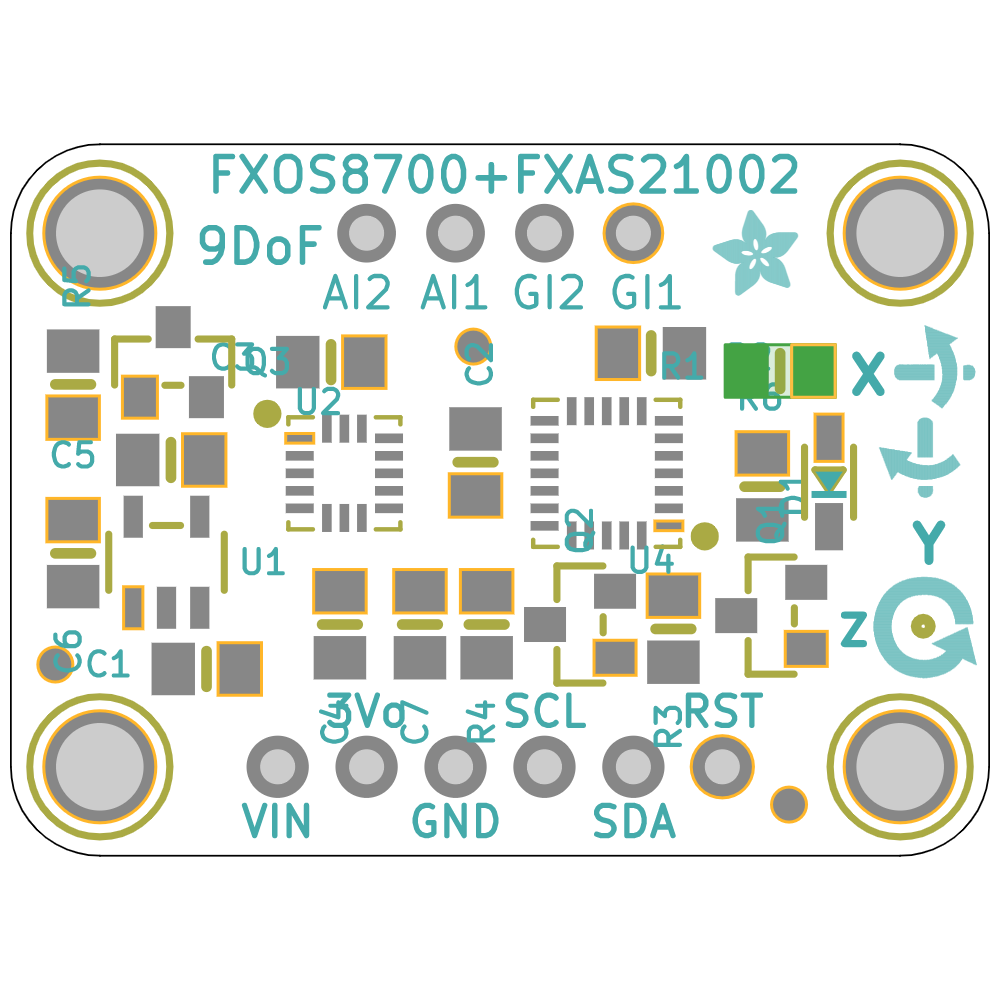 FXOS8700+FXAS21002
9DoF
AI2 AI1 GI2 GI1
R5
C3 Q3 C2 R1
X
U2 R6
C5
D1
Q1
Q2
Y
U1 U4
Z
C6 C1
3Vo SCL RST
C4 C7 R4 R3
VIN GND SDA